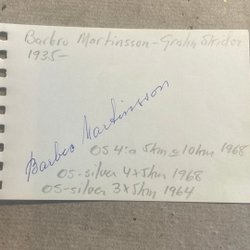 Barbro Martinsson-Grahn Skidor
1935-
Barbro Martinsson
OS 4:a 5km o 10km 1968
OS-silver 4x5km 1968
OS-silver 3x5km 1964